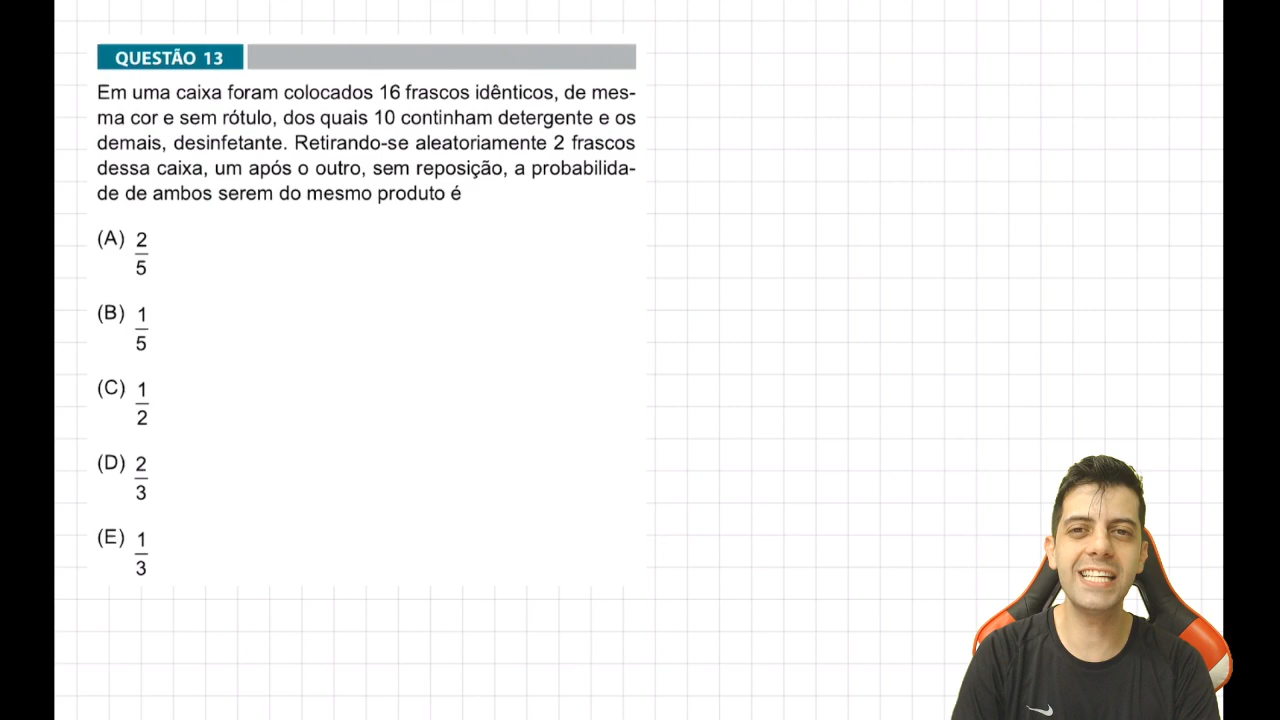 QUESTÃO 13
Em uma caixa foram colocados 16 frascos idênticos, de mes-
ma cor e sem rótulo, dos quais 10 continham detergente e os
demais, desinfetante. Retirando-se aleatoriamente 2 frascos
dessa caixa, um após o outro, sem reposição, a probabilida-
de de ambos serem do mesmo produto é
(A) 2/5
(B) 1/5
(C) 1/2
(D) 2/3
(E) 1/3